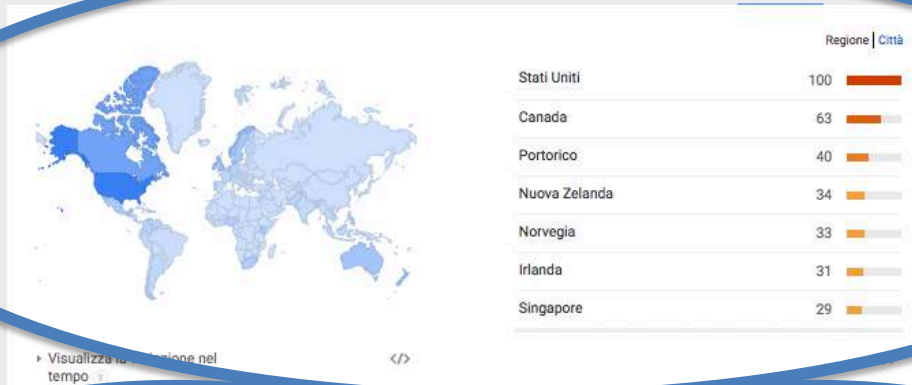 Regione | Città
Stati Uniti 100
Canada 63
Portorico 40
Nuova Zelanda 34
Norvegia 33
Irlanda 31
Singapore 29
Visualizza la nel
tempo ?
</>